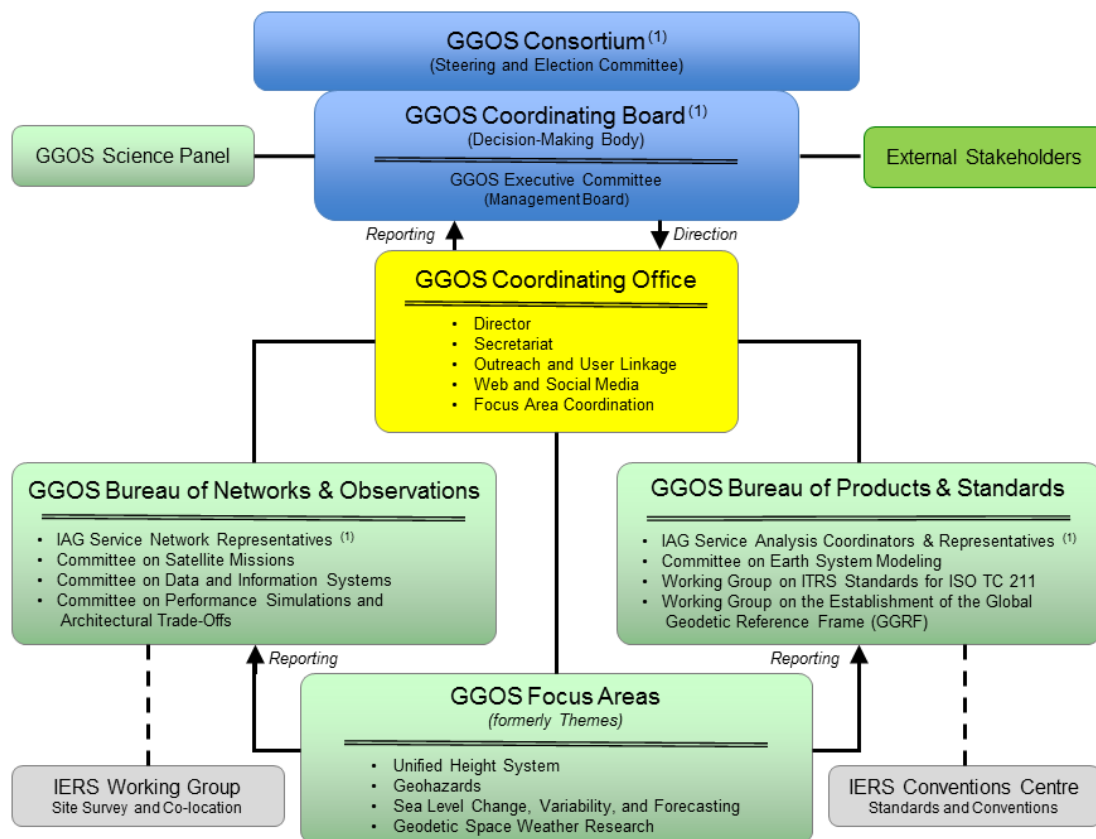 GGOS Consortium (1)
(Steering and Election Committee)
GGOS Coordinating Board (1)
(Decision-Making Body)
GGOS Executive Committee
(Management Board)
GGOS Science Panel
External Stakeholders
Reporting
Direction
GGOS Coordinating Office
• Director
• Secretariat
• Outreach and User Linkage
• Web and Social Media
• Focus Area Coordination
GGOS Bureau of Networks & Observations
• IAG Service Network Representatives (1)
• Committee on Satellite Missions
• Committee on Data and Information Systems
• Committee on Performance Simulations and
Architectural Trade-Offs
GGOS Bureau of Products & Standards
• IAG Service Analysis Coordinators & Representatives (1)
• Committee on Earth System Modeling
• Working Group on ITRS Standards for ISO TC 211
• Working Group on the Establishment of the Global
Geodetic Reference Frame (GGRF)
Reporting
Reporting
GGOS Focus Areas
(formerly Themes)
• Unified Height System
• Geohazards
• Sea Level Change, Variability, and Forecasting
• Geodetic Space Weather Research
IERS Working Group
Site Survey and Co-location
IERS Conventions Centre
Standards and Conventions